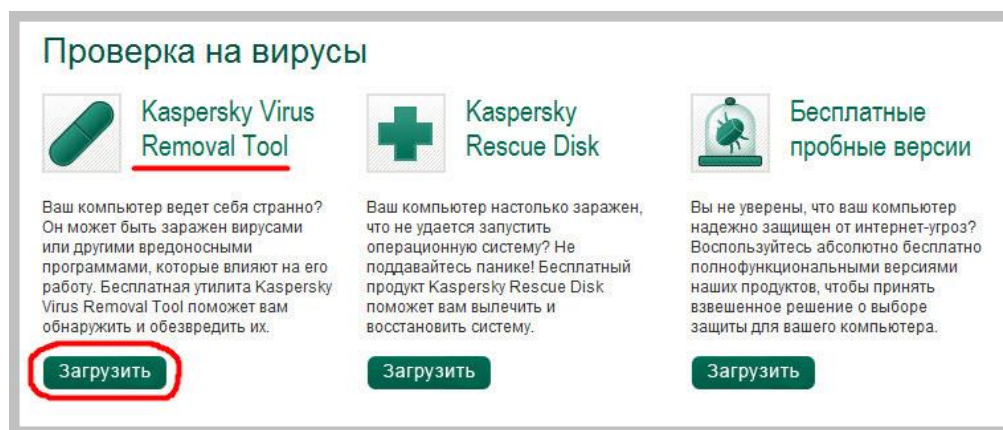 Проверка на вирусы
Kaspersky Virus
Removal Tool
Ваш компьютер ведет себя странно?
Он может быть заражен вирусами
или другими вредоносными
программами, которые влияют на его
работу. Бесплатная утилита Kaspersky
Virus Removal Tool поможет вам
обнаружить и обезвредить их.
Загрузить
Kaspersky
Rescue Disk
Ваш компьютер настолько заражен,
что не удается запустить
операционную систему? Не
поддавайтесь панике! Бесплатный
продукт Kaspersky Rescue Disk
поможет вам вылечить и
восстановить систему.
Загрузить
Бесплатные
пробные версии
Вы не уверены, что ваш компьютер
надежно защищен от интернет-угроз?
Воспользуйтесь абсолютно бесплатно
полнофункциональными версиями
наших продуктов, чтобы принять
взвешенное решение о выборе
защиты для вашего компьютера.
Загрузить